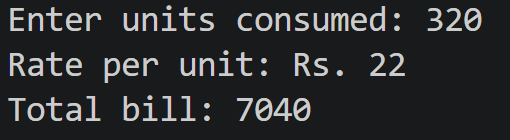 Enter units consumed: 320
Rate per unit: Rs. 22
Total bill: 7040